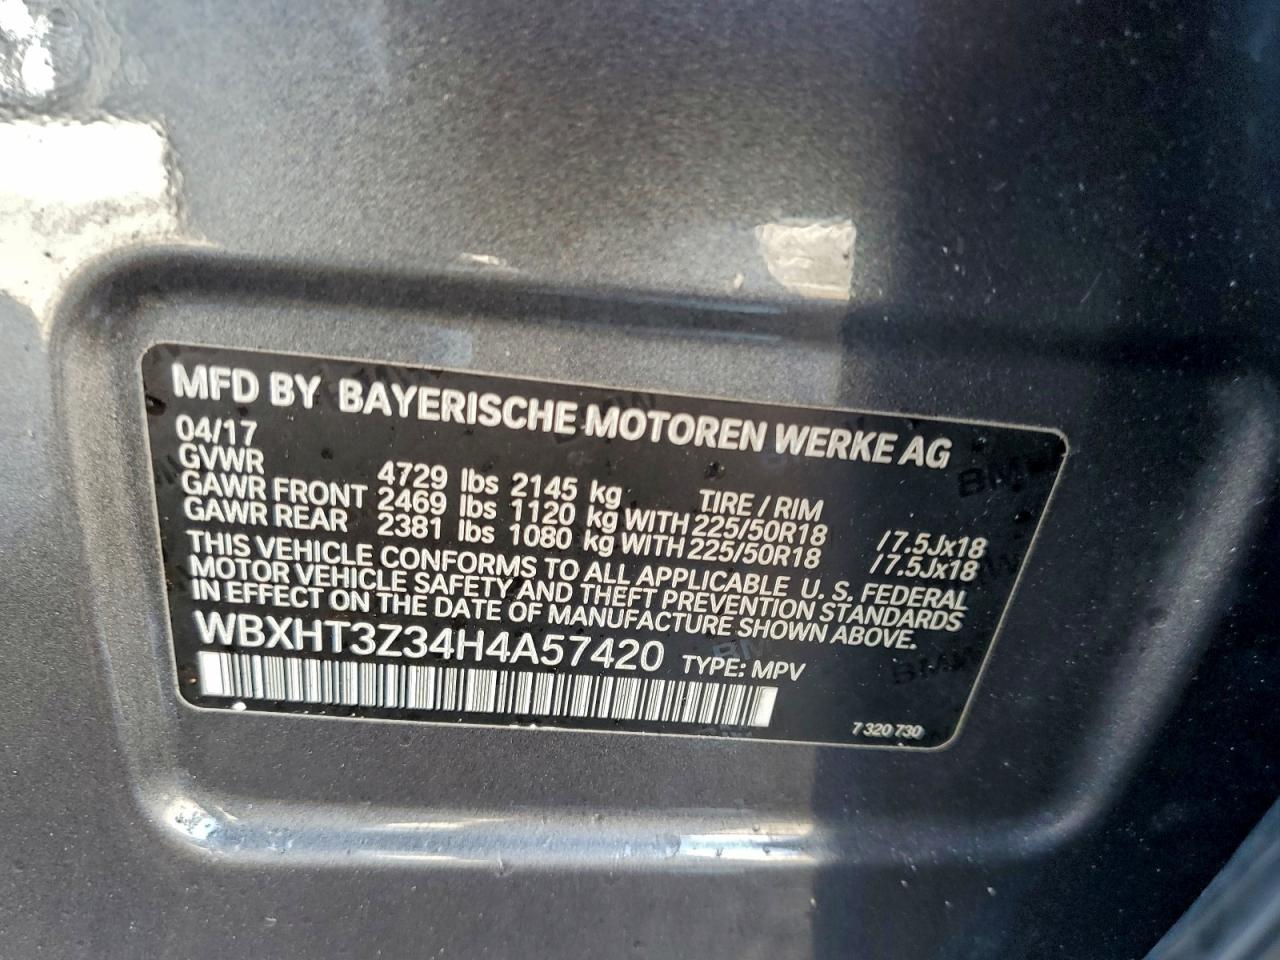 MFD BY BAYERISCHE MOTOREN WERKE AG
04/17
GVWR 4729 lbs 2145 kg TIRE / RIM
GAWR FRONT 2469 lbs 1120 kg WITH 225/50R18 /7.5Jx18
GAWR REAR 2381 lbs 1080 kg WITH 225/50R18 /7.5Jx18
THIS VEHICLE CONFORMS TO ALL APPLICABLE U. S. FEDERAL
MOTOR VEHICLE SAFETY AND THEFT PREVENTION STANDARDS
IN EFFECT ON THE DATE OF MANUFACTURE SHOWN ABOVE.
WBXHT3Z34H4A57420 TYPE: MPV
7 320 730